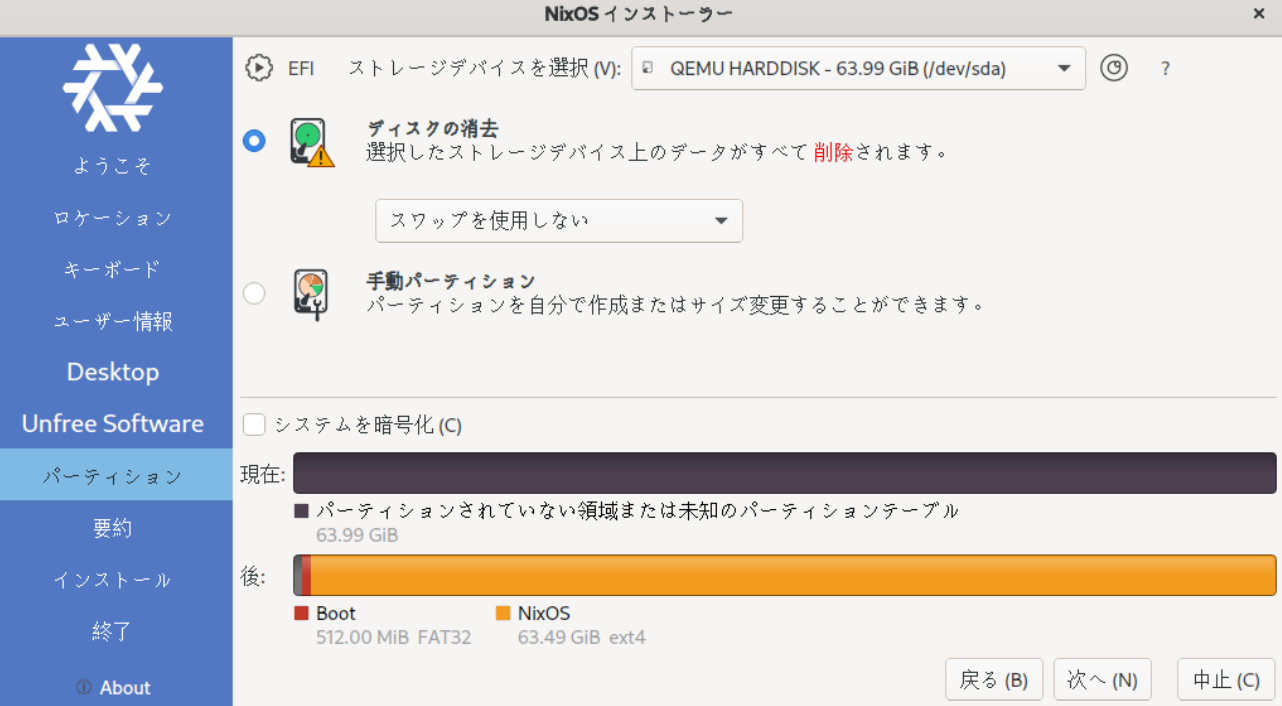 NixOS インストーラー ×
ようこそ
ロケーション
キーボード
ユーザー情報
Desktop
Unfree Software
パーティション
要約
インストール
終了
About
EFI ストレージデバイスを選択 (V): QEMU HARDDISK - 63.99 GiB (/dev/sda) ?
ディスクの消去
選択したストレージデバイス上のデータがすべて 削除されます。
スワップを使用しない
手動パーティション
パーティションを自分で作成またはサイズ変更することができます。
システムを暗号化 (C)
現在:
パーティションされていない領域または未知のパーティションテーブル
63.99 GiB
後:
Boot NixOS
512.00 MiB FAT32 63.49 GiB ext4
戻る (B) 次へ (N) 中止 (C)